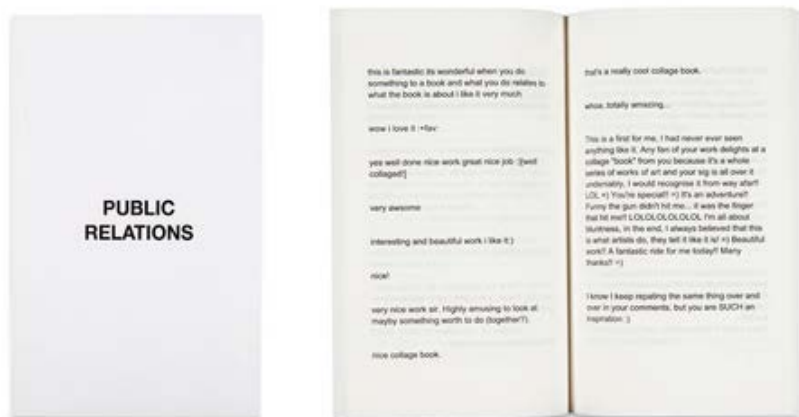 PUBLIC
RELATIONS
this is fantastic its wonderful when you do
something to a book and what you do relates to
what the book is about i like it very much
wow i love it :+fav:
yes well done nice work great nice job :)[well
collaged!]
very awesome
interesting and beautiful work i like it:)
nice!
very nice work sir. Highly amusing to look at
mayby something worth to do (together?).
nice collage book.
that's a really cool collage book.
whoa, totally amazing...
This is a first for me, I had never ever seen
anything like it. Any fan of your work delights at a
collage "book" from you because it's a whole
series of works of art and your sig is all over it
undeniably, I would recognise it from way afar!!
LOL =) You're special!! =) It's an adventure!!
Funny the gun didn't hit me... it was the finger
that hit me!! LOLOLOLOLOLOL I'm all about
bluntness, in the end, I always believed that this
is what artists do, they tell it like it is! =) Beautiful
work!! A fantastic ride for me today!! Many
thanks!! =)
I know I keep repating the same thing over and
over in your comments, but you are SUCH an
inspiration :)